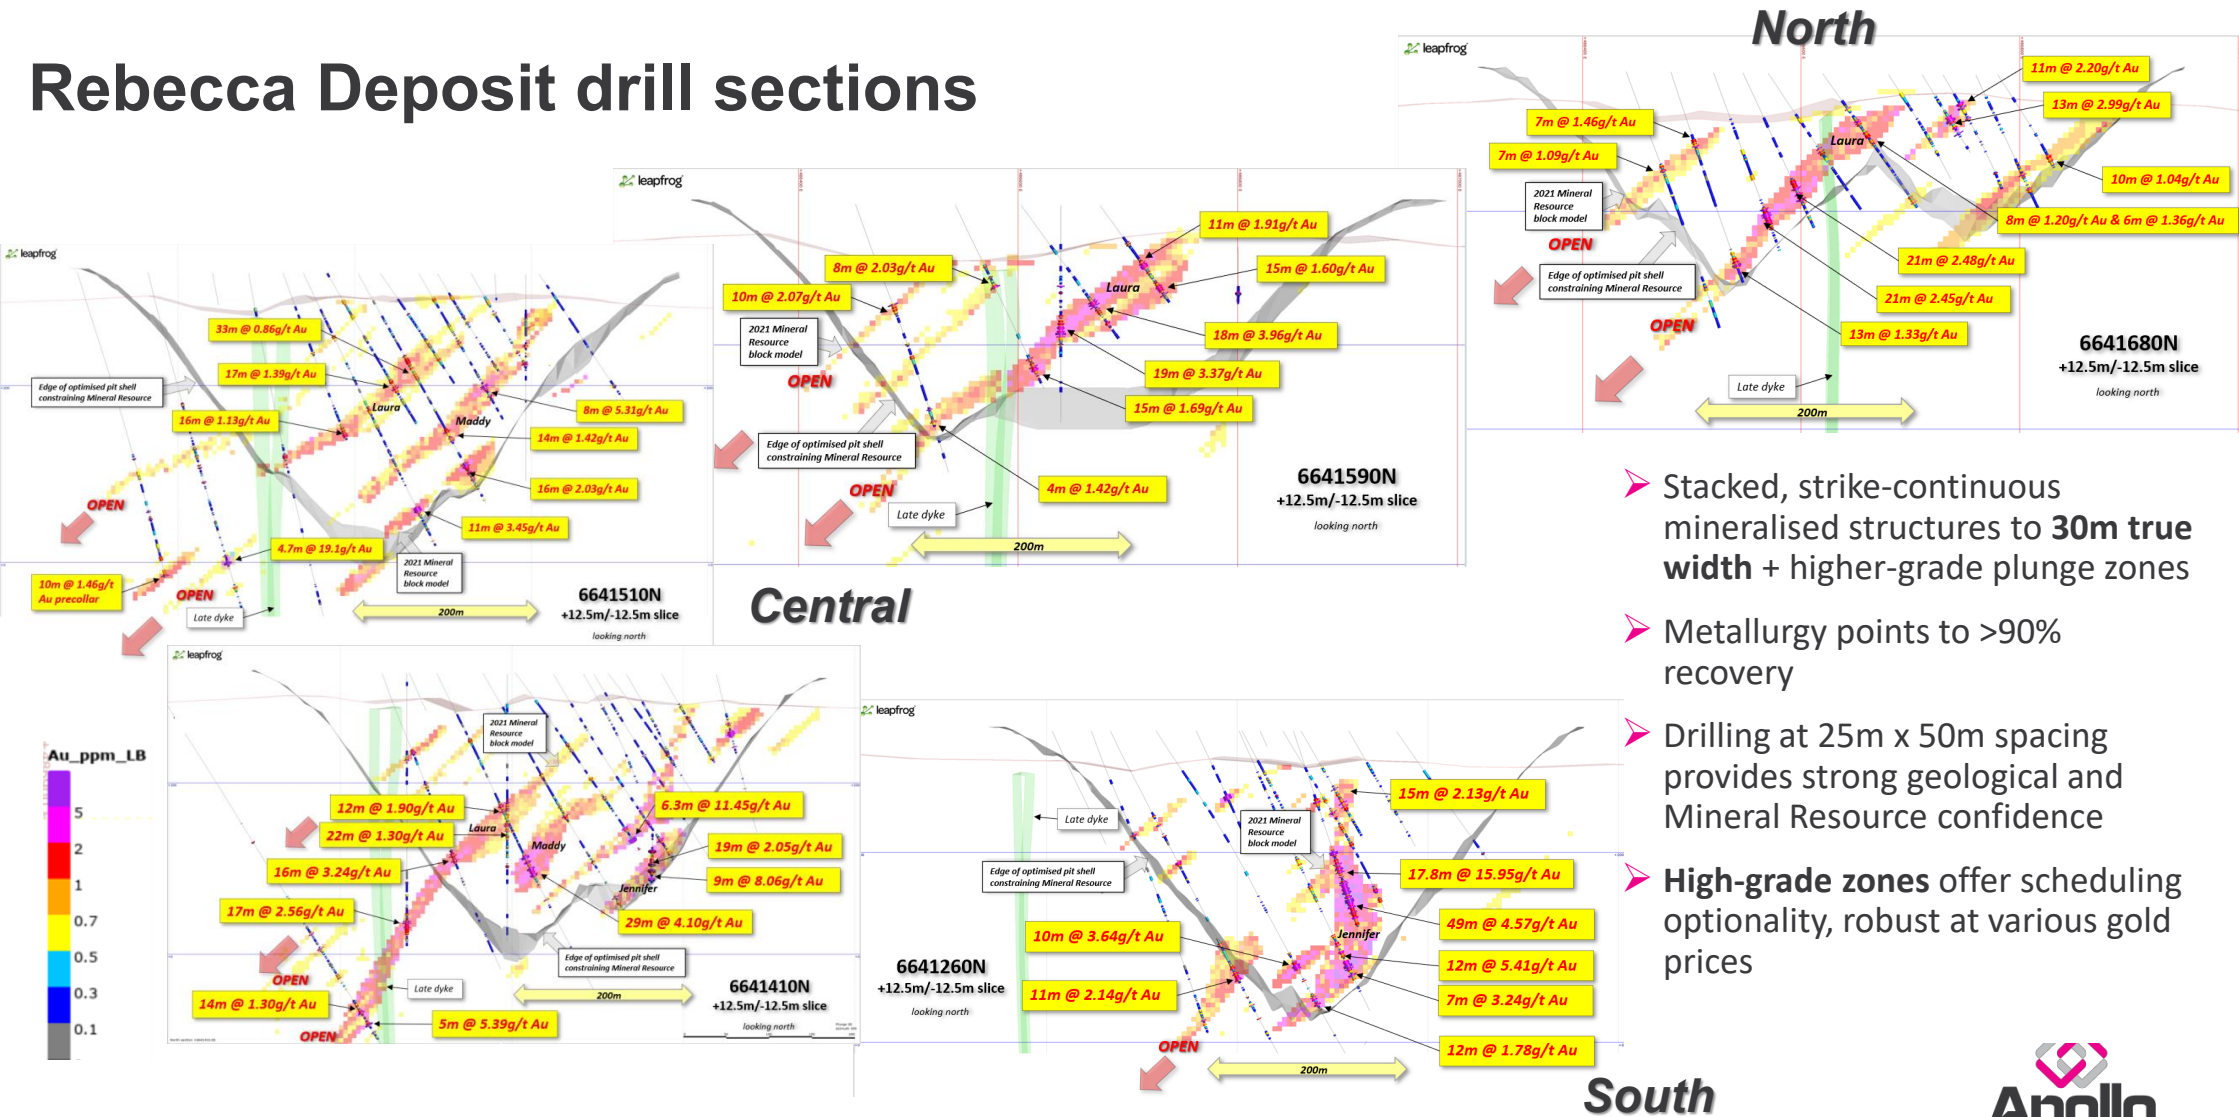 Rebecca Deposit drill sections
North
leapfrog
11m @ 2.20g/t Au
13m @ 2.99g/t Au
7m @ 1.46g/t Au
7m @ 1.09g/t Au
Laura
10m @ 1.04g/t Au
2021 Mineral
Resource
block model
8m @ 1.20g/t Au & 6m @ 1.36g/t Au
OPEN
21m @ 2.48g/t Au
Edge of optimised pit shell
constraining Mineral Resource
21m @ 2.45g/t Au
OPEN
13m @ 1.33g/t Au
6641680N
+12.5m/-12.5m slice
looking north
Late dyke
200m
leapfrog
11m @ 1.91g/t Au
8m @ 2.03g/t Au
15m @ 1.60g/t Au
10m @ 2.07g/t Au
Laura
2021 Mineral
Resource
block model
18m @ 3.96g/t Au
OPEN
19m @ 3.37g/t Au
15m @ 1.69g/t Au
Edge of optimised pit shell
constraining Mineral Resource
6641590N
+12.5m/-12.5m slice
looking north
OPEN
4m @ 1.42g/t Au
Late dyke
200m
leapfrog
33m @ 0.86g/t Au
17m @ 1.39g/t Au
Edge of optimised pit shell
constraining Mineral Resource
Laura
16m @ 1.13g/t Au
Maddy
8m @ 5.31g/t Au
14m @ 1.42g/t Au
16m @ 2.03g/t Au
OPEN
11m @ 3.45g/t Au
4.7m @ 19.1g/t Au
2021 Mineral
Resource
block model
10m @ 1.46g/t
Au precollar
OPEN
Late dyke
200m
6641510N
+12.5m/-12.5m slice
looking north
Central
leapfrog
2021 Mineral
Resource
block model
12m @ 1.90g/t Au
6.3m @ 11.45g/t Au
22m @ 1.30g/t Au
Laura
Maddy
19m @ 2.05g/t Au
16m @ 3.24g/t Au
9m @ 8.06g/t Au
Jennifer
17m @ 2.56g/t Au
29m @ 4.10g/t Au
Edge of optimised pit shell
constraining Mineral Resource
OPEN
Late dyke
14m @ 1.30g/t Au
200m
6641410N
+12.5m/-12.5m slice
looking north
5m @ 5.39g/t Au
OPEN
Au_ppm_LB
5
2
1
0.7
0.5
0.3
0.1
leapfrog
15m @ 2.13g/t Au
Late dyke
2021 Mineral
Resource
block model
Edge of optimised pit shell
constraining Mineral Resource
17.8m @ 15.95g/t Au
49m @ 4.57g/t Au
10m @ 3.64g/t Au
Jennifer
6641260N
+12.5m/-12.5m slice
looking north
12m @ 5.41g/t Au
11m @ 2.14g/t Au
7m @ 3.24g/t Au
OPEN
12m @ 1.78g/t Au
200m
South
Stacked, strike-continuous
mineralised structures to 30m true
width + higher-grade plunge zones
Metallurgy points to >90%
recovery
Drilling at 25m x 50m spacing
provides strong geological and
Mineral Resource confidence
High-grade zones offer scheduling
optionality, robust at various gold
prices
Apollo